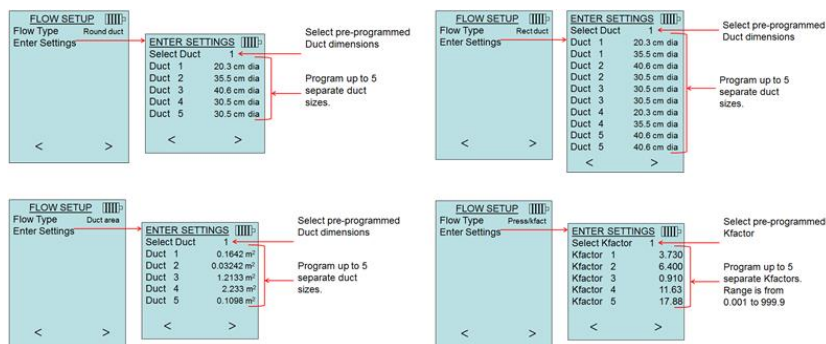 FLOW SETUP
Flow Type Round duct
Enter Settings
< >
ENTER SETTINGS
Select Duct 1
Duct 1 20.3 cm dia
Duct 2 35.5 cm dia
Duct 3 40.6 cm dia
Duct 4 30.5 cm dia
Duct 5 30.5 cm dia
< >
Select pre-programmed
Duct dimensions
Program up to 5
separate duct
sizes.
FLOW SETUP
Flow Type Rect duct
Enter Settings
< >
ENTER SETTINGS
Select Duct 1
Duct 1 20.3 cm dia
Duct 1 35.5 cm dia
Duct 2 40.6 cm dia
Duct 2 30.5 cm dia
Duct 3 30.5 cm dia
Duct 3 30.5 cm dia
Duct 4 20.3 cm dia
Duct 4 35.5 cm dia
Duct 5 40.6 cm dia
Duct 5 40.6 cm dia
< >
Select pre-programmed
Duct dimensions
Program up to 5
separate duct
sizes.
FLOW SETUP
Flow Type Duct area
Enter Settings
< >
ENTER SETTINGS
Select Duct 1
Duct 1 0.1642 m²
Duct 2 0.03242 m²
Duct 3 1.2133 m²
Duct 4 2.233 m²
Duct 5 0.1098 m²
< >
Select pre-programmed
Duct dimensions
Program up to 5
separate duct
sizes.
FLOW SETUP
Flow Type Press/kfact
Enter Settings
< >
ENTER SETTINGS
Select Kfactor 1
Kfactor 1 3.730
Kfactor 2 6.400
Kfactor 3 0.910
Kfactor 4 11.63
Kfactor 5 17.88
< >
Select pre-programmed
Kfactor
Program up to 5
separate Kfactors.
Range is from
0.001 to 999.9